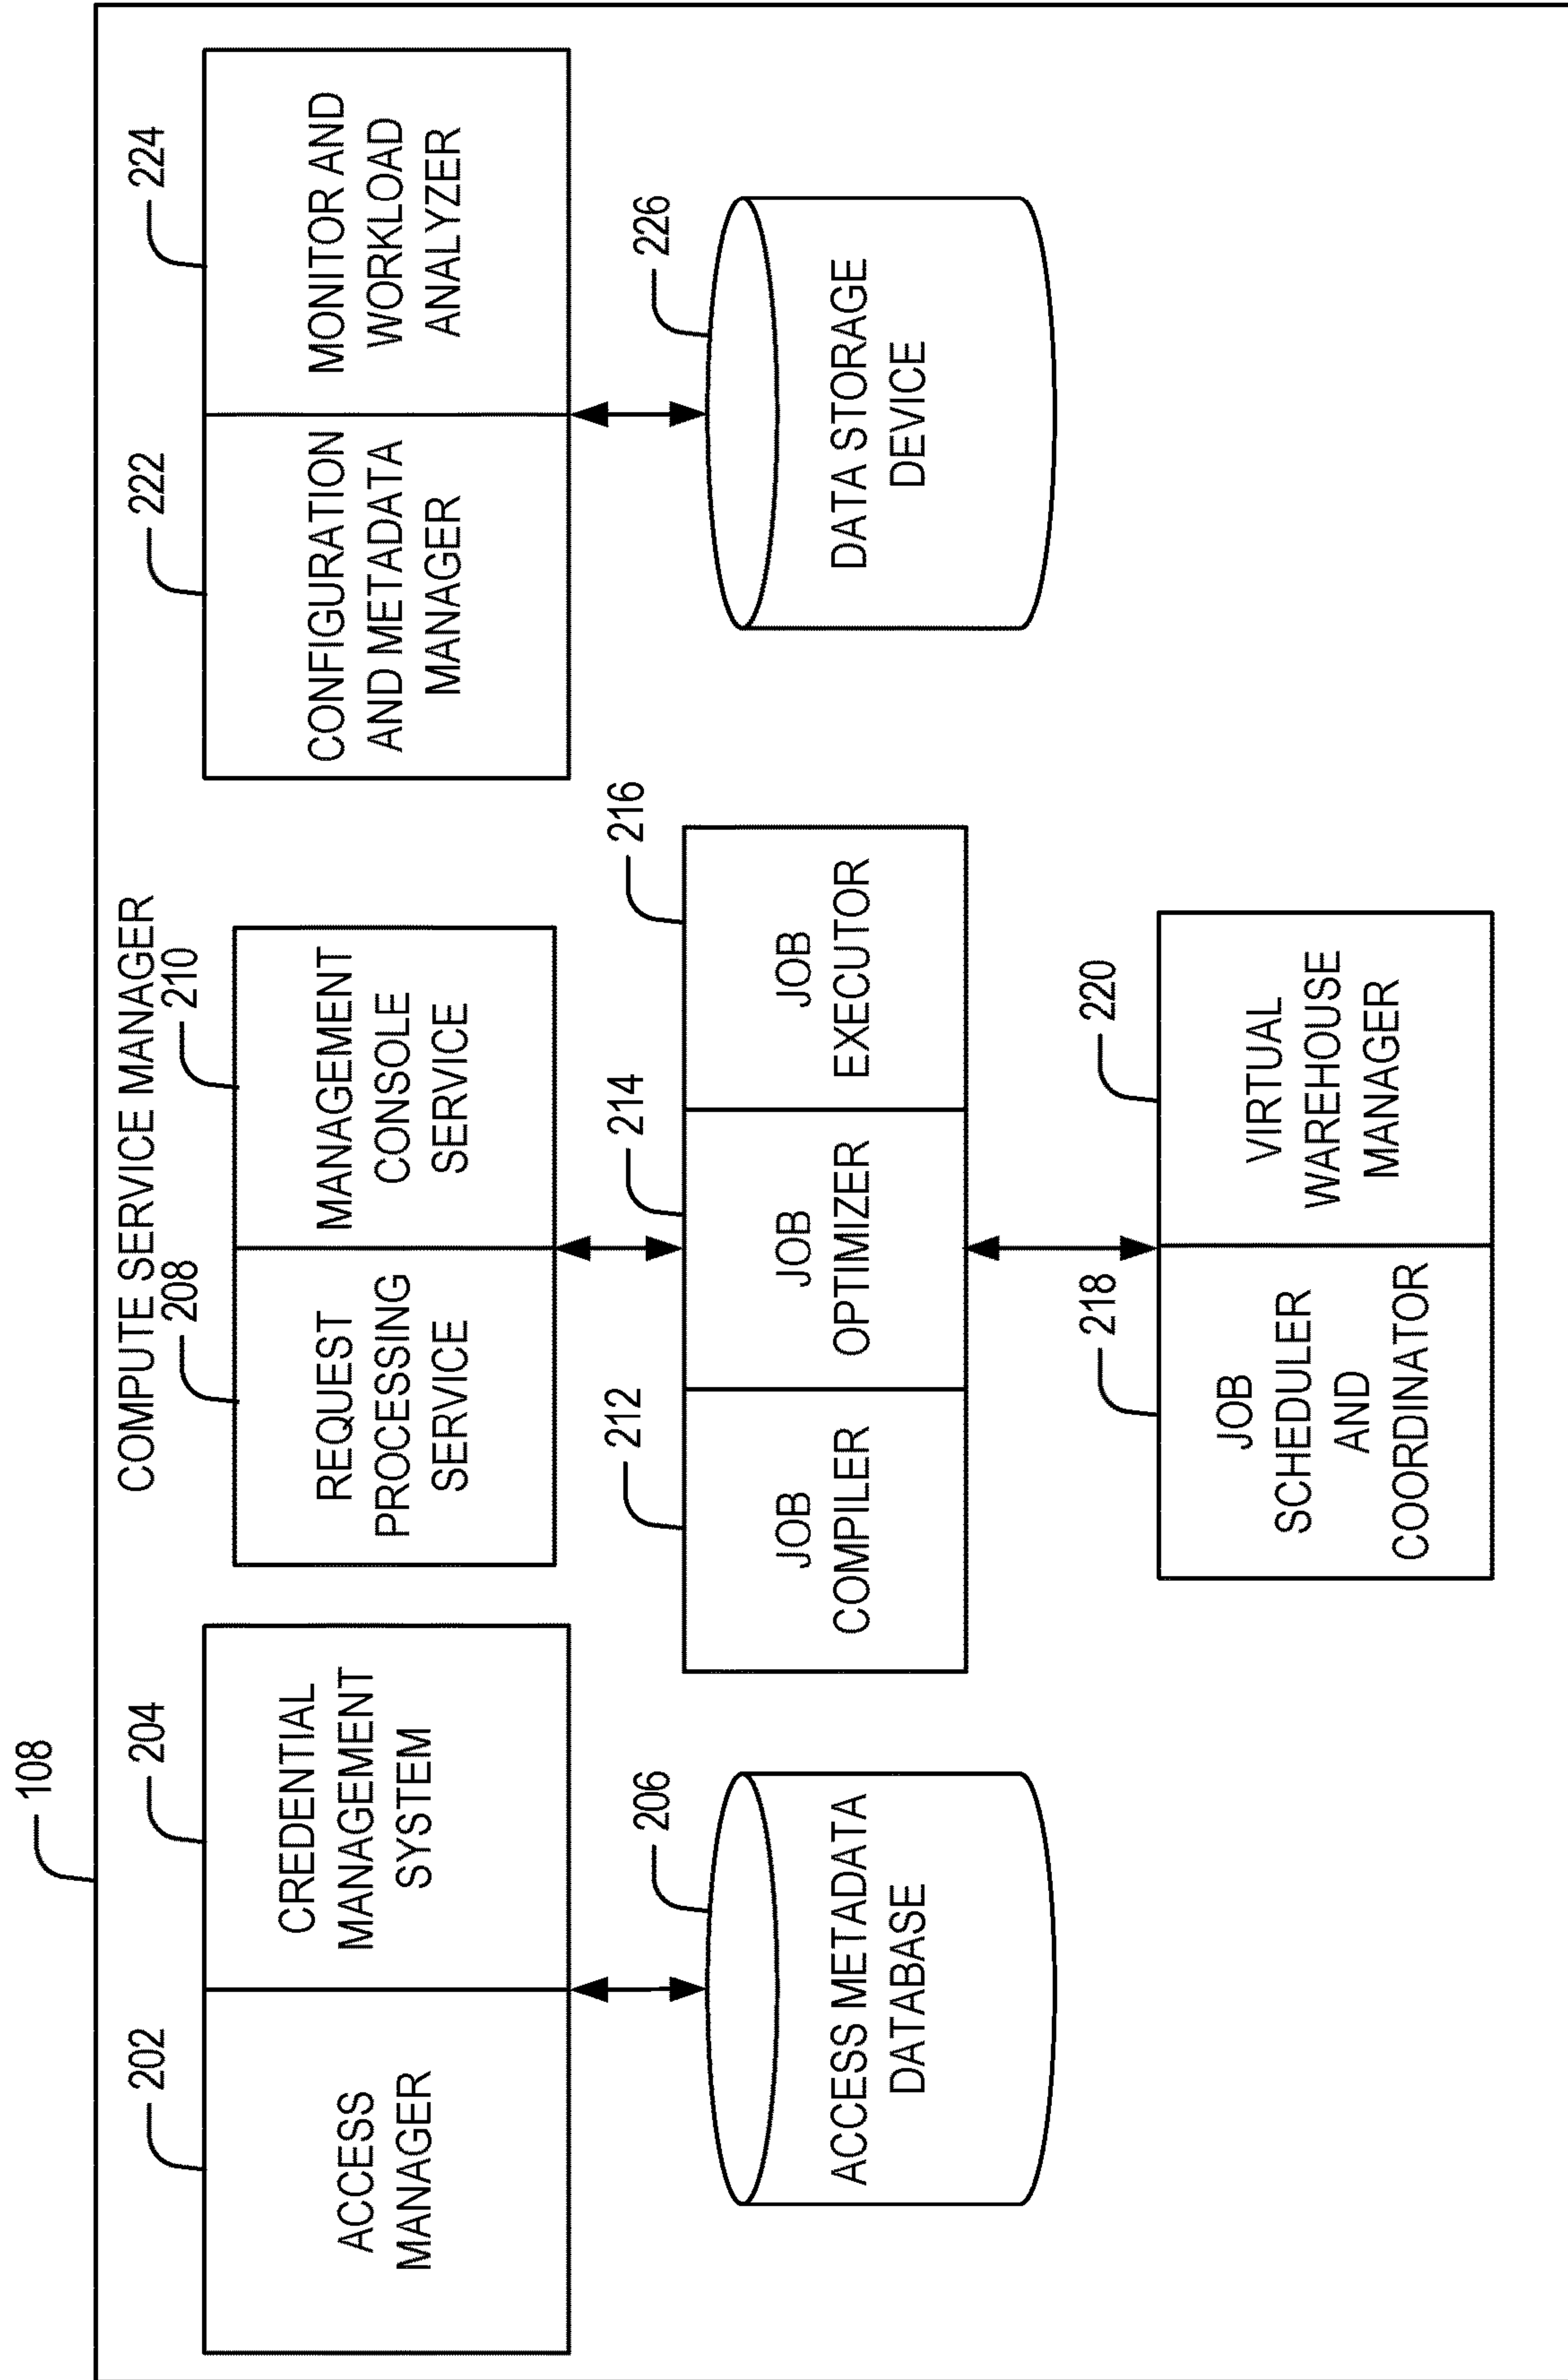 108
COMPUTE SERVICE MANAGER
202
204
ACCESS
MANAGER
CREDENTIAL
MANAGEMENT
SYSTEM
206
ACCESS METADATA
DATABASE
208
210
REQUEST
PROCESSING
SERVICE
MANAGEMENT
CONSOLE
SERVICE
212
214
216
JOB
COMPILER
JOB
OPTIMIZER
JOB
EXECUTOR
218
220
JOB
SCHEDULER
AND
COORDINATOR
VIRTUAL
WAREHOUSE
MANAGER
222
224
CONFIGURATION
AND METADATA
MANAGER
MONITOR AND
WORKLOAD
ANALYZER
226
DATA STORAGE
DEVICE